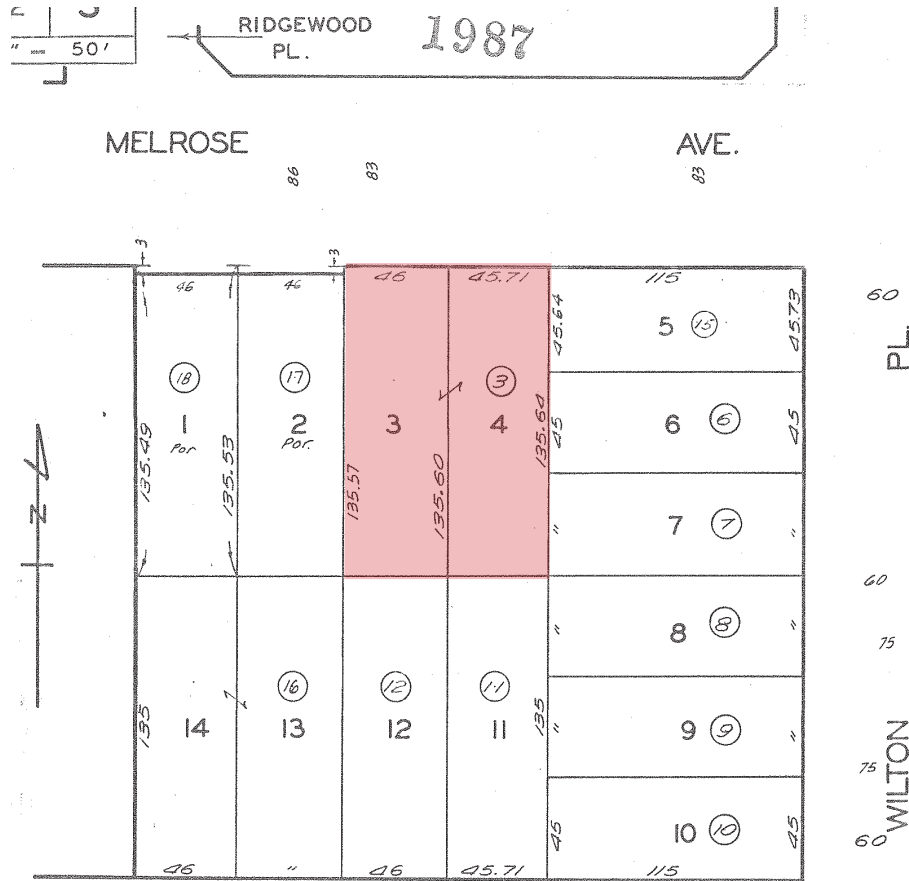 RIDGEWOOD
PL.
1987
" = 50'
MELROSE AVE.
86 83 83
3 3
46 46 46 45.71 115
60
45.64 5 15 45.73
PL.
18 17 3
1 2 3 4
Por. Por.
135.49 135.53 135.57 135.60 135.64
45 6 6 45
N
" 7 7 "
60
" 8 8 "
75
16 12 11
135 14 13 12 11 135
" 9 9 "
75
WILTON
45 10 10 45
60
46 " 46 45.71 115